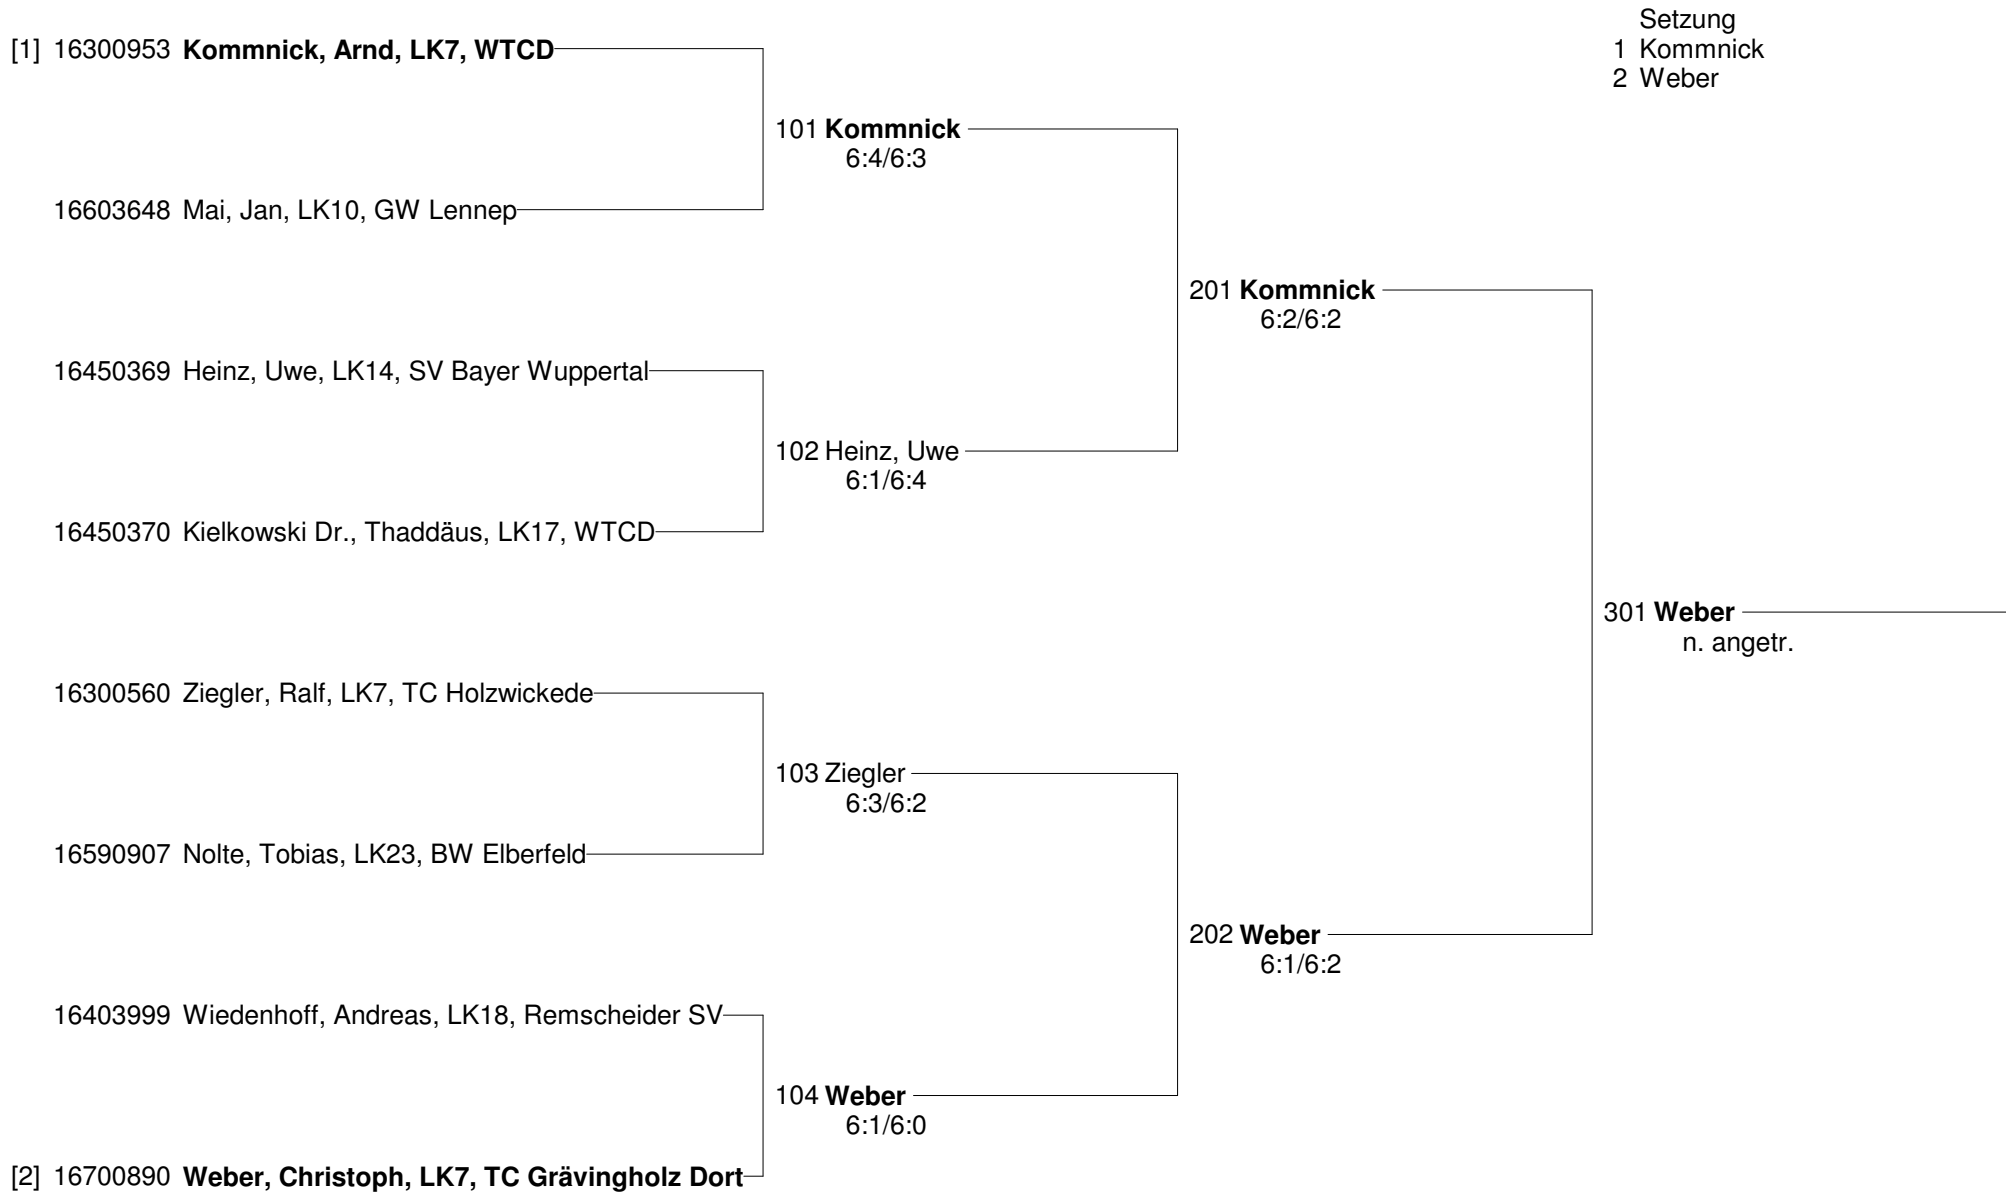 Setzung
[1] 16300953 Kommnick, Arnd, LK7, WTCD
1 Kommnick
2 Weber
101 Kommnick
6:4/6:3
16603648 Mai, Jan, LK10, GW Lennep
201 Kommnick
6:2/6:2
16450369 Heinz, Uwe, LK14, SV Bayer Wuppertal
102 Heinz, Uwe
6:1/6:4
16450370 Kielkowski Dr., Thaddäus, LK17, WTCD
301 Weber
n. angetr.
16300560 Ziegler, Ralf, LK7, TC Holzwickede
103 Ziegler
6:3/6:2
16590907 Nolte, Tobias, LK23, BW Elberfeld
202 Weber
6:1/6:2
16403999 Wiedenhoff, Andreas, LK18, Remscheider SV
104 Weber
6:1/6:0
[2] 16700890 Weber, Christoph, LK7, TC Grävingholz Dort